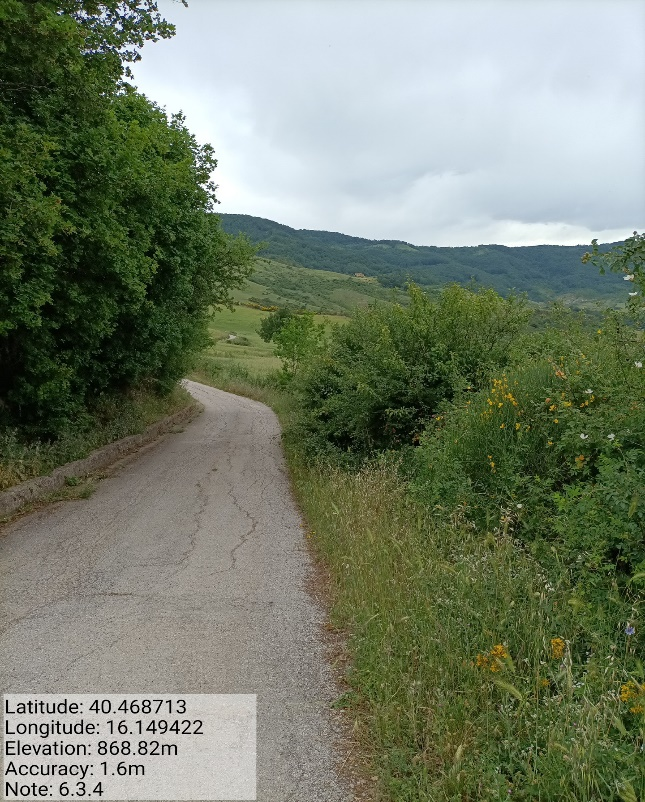 Latitude: 40.468713
Longitude: 16.149422
Elevation: 868.82m
Accuracy: 1.6m
Note: 6.3.4